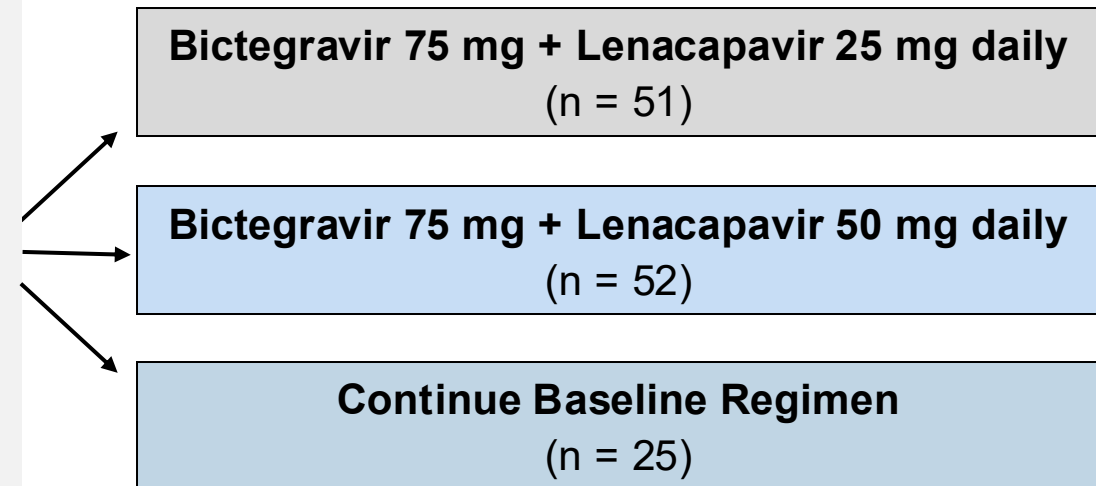 Bictegravir 75 mg + Lenacapavir 25 mg daily
(n = 51)
Bictegravir 75 mg + Lenacapavir 50 mg daily
(n = 52)
Continue Baseline Regimen
(n = 25)